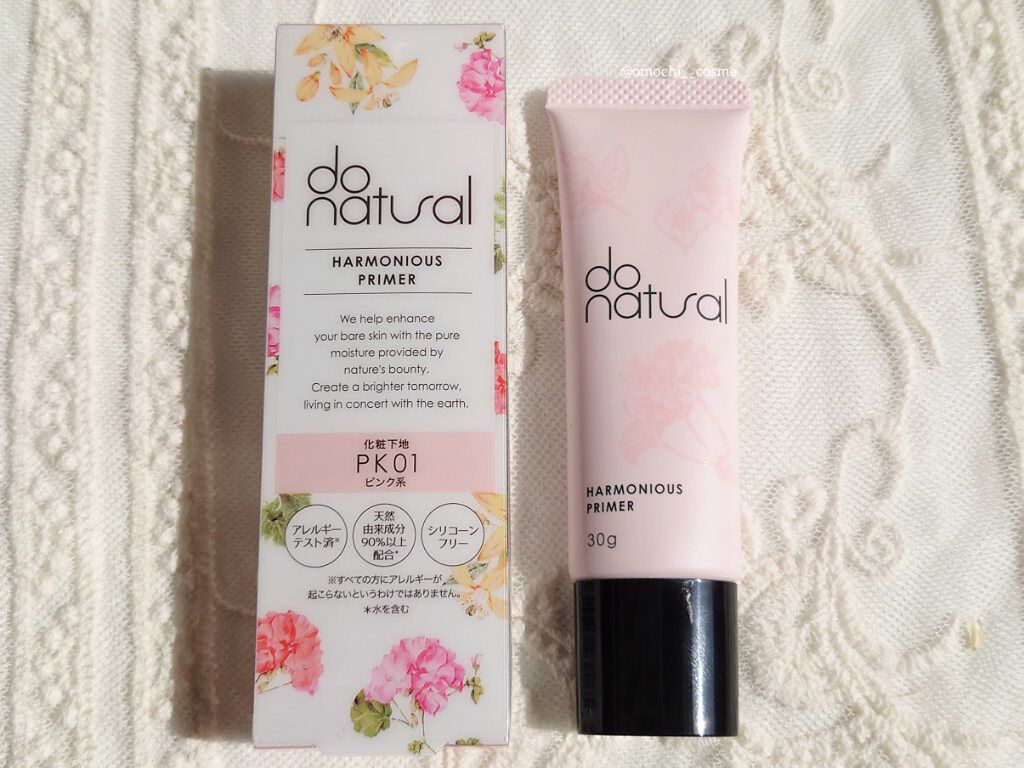 do
natural
HARMONIOUS
PRIMER
We help enhance
your bare skin with the pure
moisture provided by
nature's bounty.
Create a brighter tomorrow,
living in concert with the earth.
化粧下地
PK01
ピンク系
アレルギー
テスト済※
天然
由来成分
90%以上
配合*
シリコーン
フリー
※すべての方にアレルギーが
起こらないというわけではありません。
*水を含む
@omochi__cosme
do
natural
HARMONIOUS
PRIMER
30g